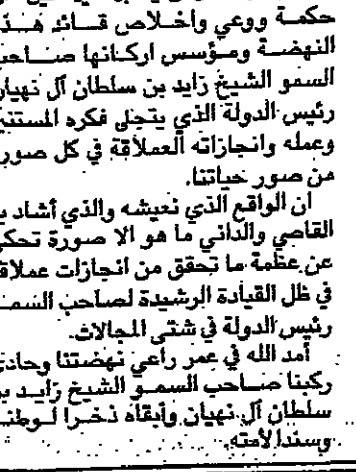 حكمة ووعي واخلاص قائد هذه
النهضة ومؤسس اركانها صاحب
السمو الشيخ زايد بن سلطان آل نهيان
رئيس الدولة الذي يتجلى فكره المستنير
وعمله وانجازاته العملاقة في كل صورة
من صور حياتنا.
ان الواقع الذي نعيشه والذي أشاد به
القاصي والداني ما هو الا صورة تحكي
عن عظمة ما تحقق من انجازات عملاقة
في ظل القيادة الرشيدة لصاحب السمو
رئيس الدولة في شتى المجالات.
أمد الله في عمر راعي نهضتنا وحادي
ركبنا صاحب السمو الشيخ زايد بن
سلطان آل نهيان وأبقاه ذخرا لوطنه
وسندا لأمته.